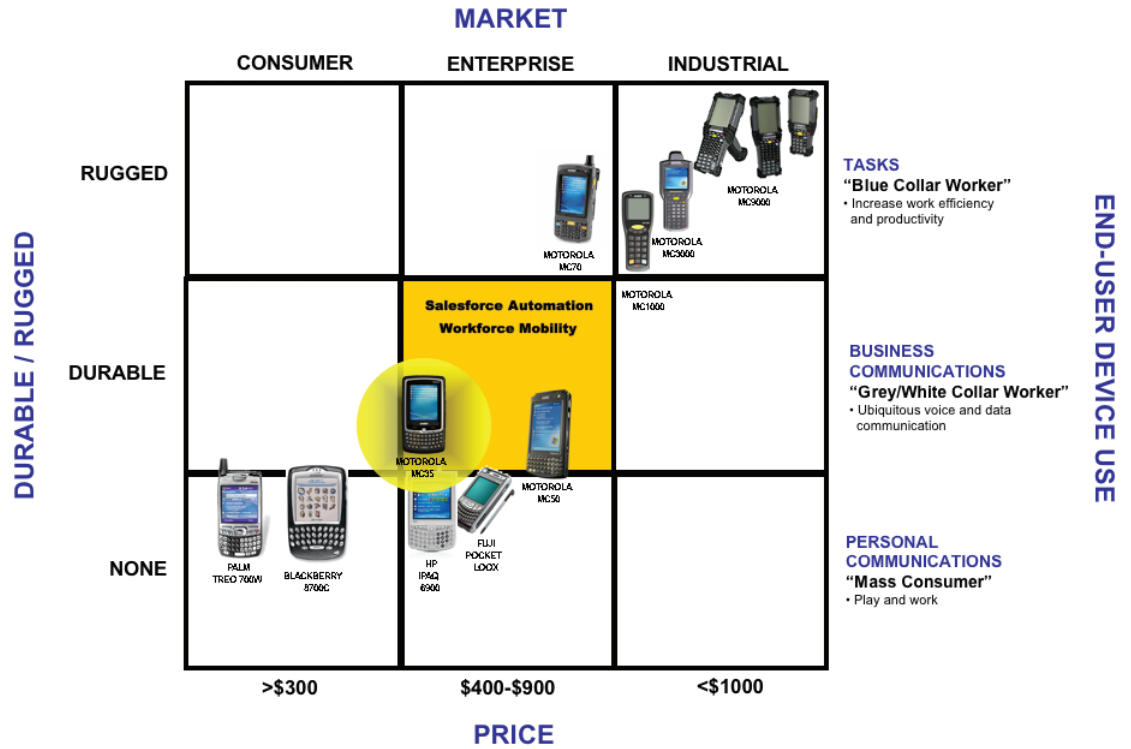 MARKET
CONSUMER
ENTERPRISE
INDUSTRIAL
DURABLE / RUGGED
RUGGED
MOTOROLA
MC70
MOTOROLA
MC3000
MOTOROLA
MC9000
TASKS
“Blue Collar Worker”
• Increase work efficiency
and productivity
END-USER DEVICE USE
DURABLE
Salesforce Automation
Workforce Mobility
MOTOROLA
MC1000
MOTOROLA
MC35
MOTOROLA
MC50
BUSINESS
COMMUNICATIONS
“Grey/White Collar Worker”
• Ubiquitous voice and data
communication
NONE
PALM
TREO 700W
BLACKBERRY
8700C
HP
IPAQ
6900
FUJI
POCKET
LOOX
PERSONAL
COMMUNICATIONS
“Mass Consumer”
• Play and work
>$300
$400-$900
<$1000
PRICE